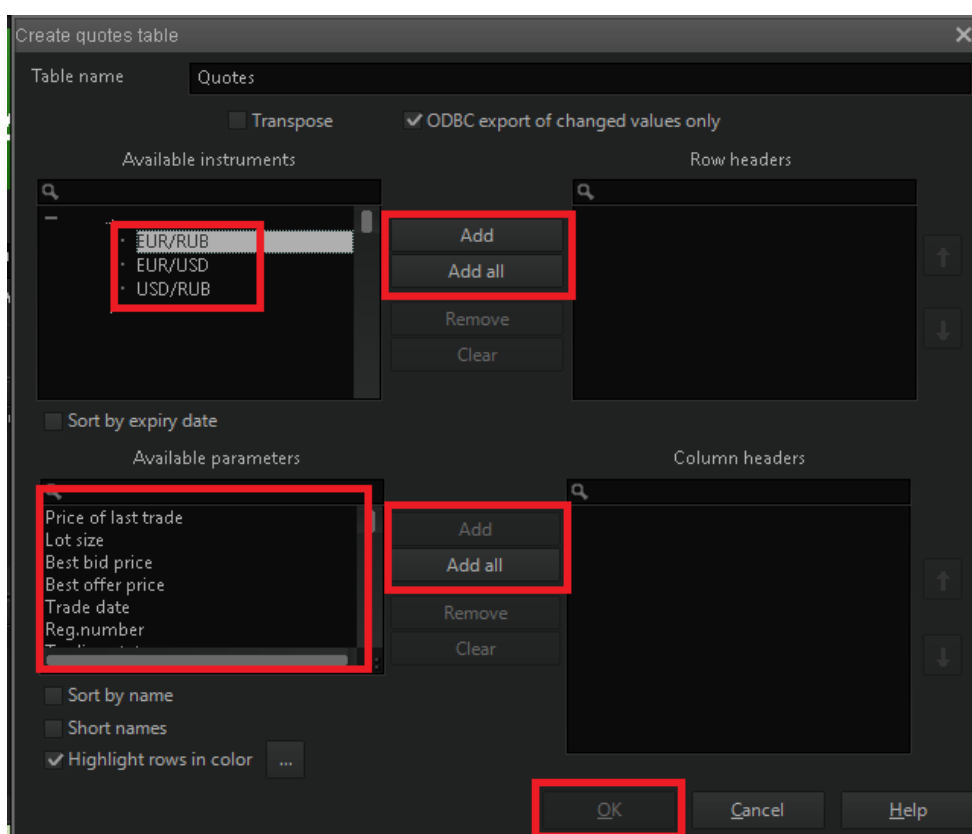 Create quotes table
Table name Quotes
Transpose ODBC export of changed values only
Available instruments Row headers
EUR/RUB
EUR/USD
USD/RUB
Add
Add all
Remove
Clear
Sort by expiry date
Available parameters Column headers
Price of last trade
Lot size
Best bid price
Best offer price
Trade date
Reg.number
Add
Add all
Remove
Clear
Sort by name
Short names
Highlight rows in color ...
OK Cancel Help